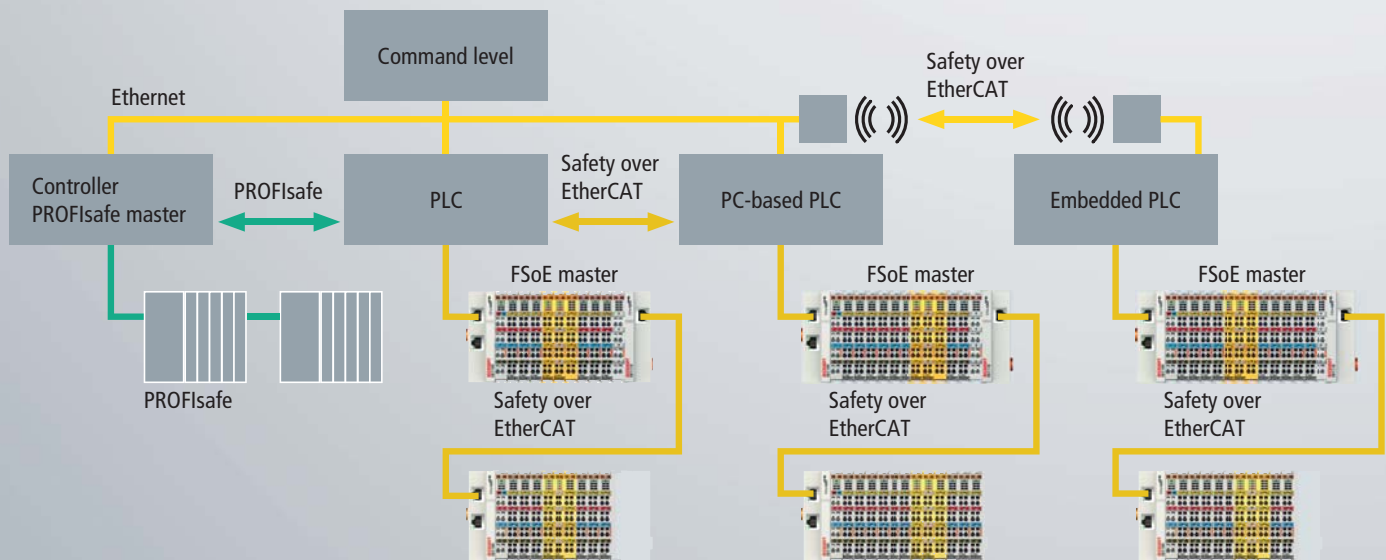 Command level
Safety over
EtherCAT
Ethernet
Controller
PROFIsafe master
PROFIsafe
PLC
Safety over
EtherCAT
PC-based PLC
Embedded PLC
FSoE master
FSoE master
FSoE master
PROFIsafe
Safety over
EtherCAT
Safety over
EtherCAT
Safety over
EtherCAT